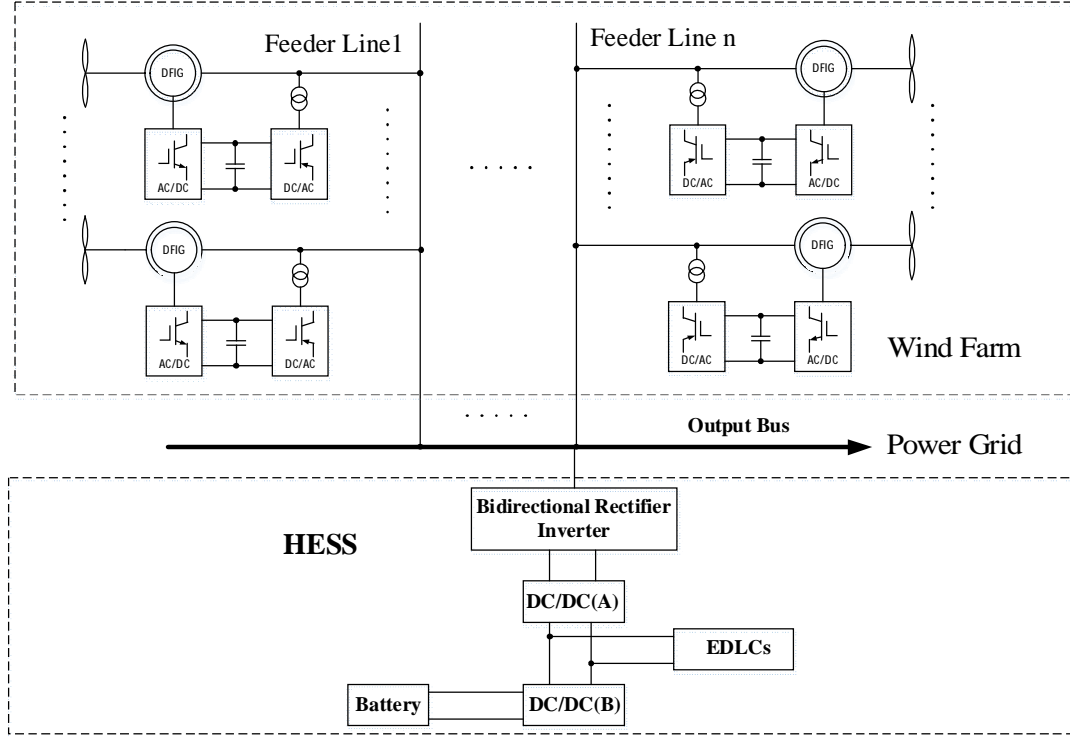 Feeder Line1
Feeder Line n
DFIG
DFIG
AC/DC
DC/AC
DC/AC
AC/DC
DFIG
DFIG
AC/DC
DC/AC
DC/AC
AC/DC
Wind Farm
Output Bus
Power Grid
Bidirectional Rectifier
Inverter
HESS
DC/DC(A)
EDLCs
Battery
DC/DC(B)